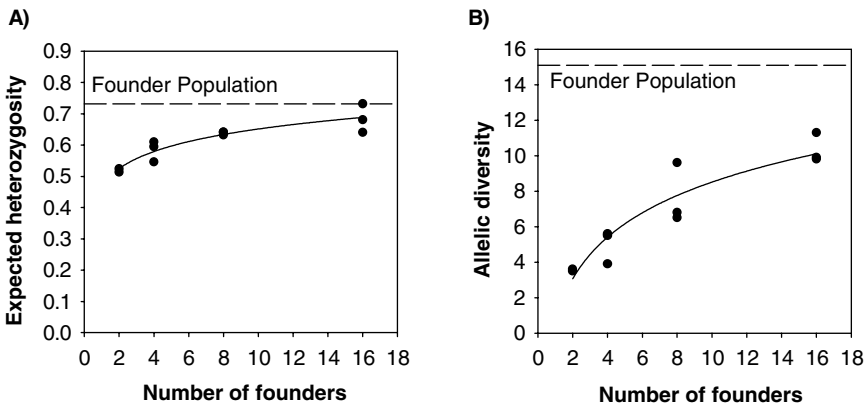 A)
0.9
0.8
0.7
0.6
0.5
0.4
0.3
0.2
0.1
0.0
Expected heterozygosity
Founder Population
0 2 4 6 8 10 12 14 16 18
Number of founders
B)
16
14
12
10
8
6
4
2
0
Allelic diversity
Founder Population
0 2 4 6 8 10 12 14 16 18
Number of founders